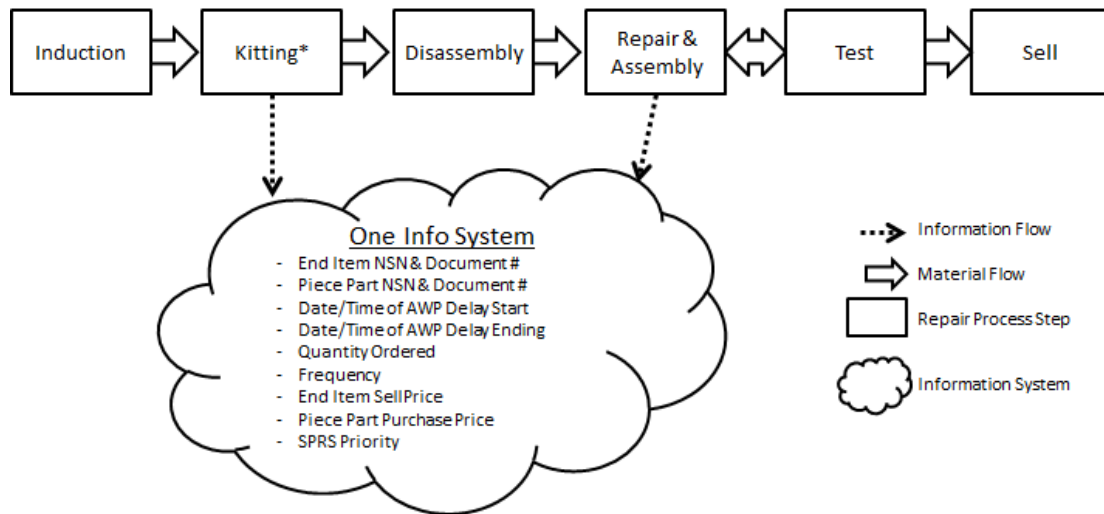 Induction
Kitting*
Disassembly
Repair &
Assembly
Test
Sell
One Info System
- End Item NSN & Document #
- Piece Part NSN & Document #
- Date/Time of AWP Delay Start
- Date/Time of AWP Delay Ending
- Quantity Ordered
- Frequency
- End Item Sell Price
- Piece Part Purchase Price
- SPRS Priority
Information Flow
Material Flow
Repair Process Step
Information System